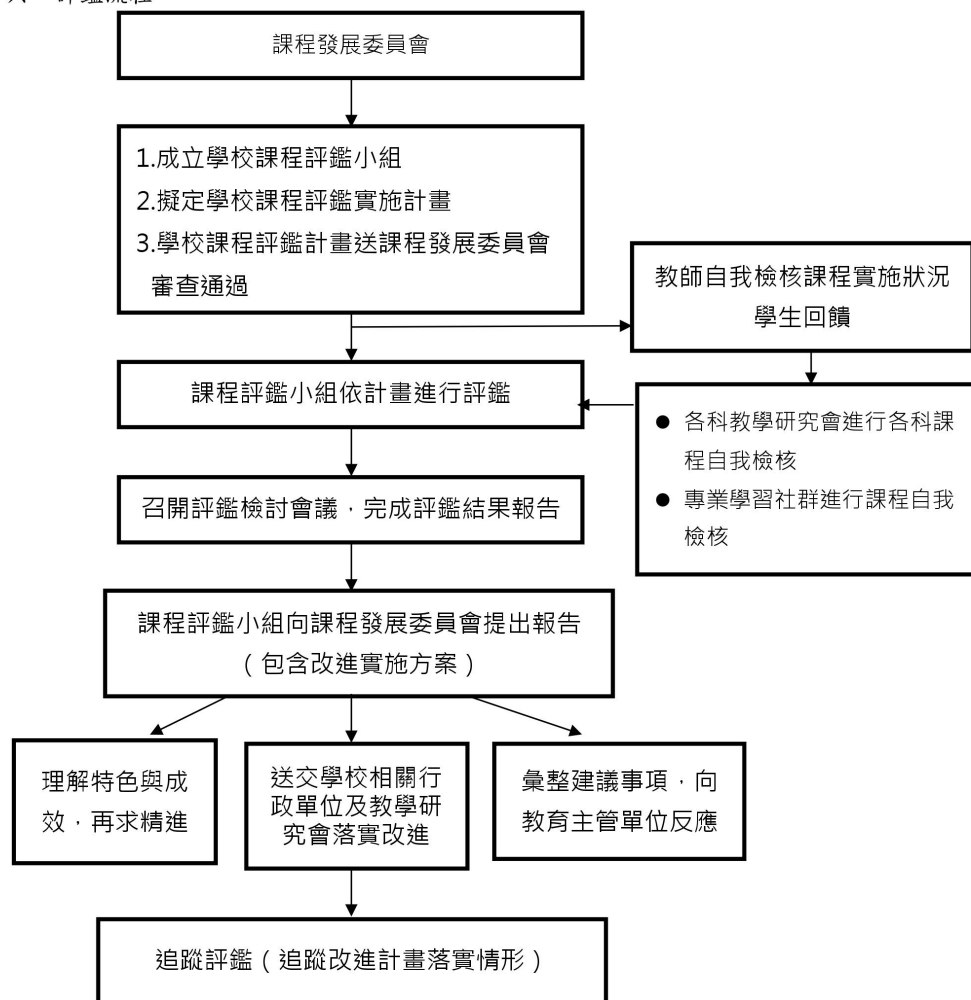 課程發展委員會
1.成立學校課程評鑑小組
2.擬定學校課程評鑑實施計畫
3.學校課程評鑑計畫送課程發展委員會
審查通過
教師自我檢核課程實施狀況
學生回饋
課程評鑑小組依計畫進行評鑑
● 各科教學研究會進行各科課
程自我檢核
● 專業學習社群進行課程自我
檢核
召開評鑑檢討會議，完成評鑑結果報告
課程評鑑小組向課程發展委員會提出報告
（包含改進實施方案）
理解特色與成
效，再求精進
送交學校相關行
政單位及教學研
究會落實改進
彙整建議事項，向
教育主管單位反應
追蹤評鑑（追蹤改進計畫落實情形）